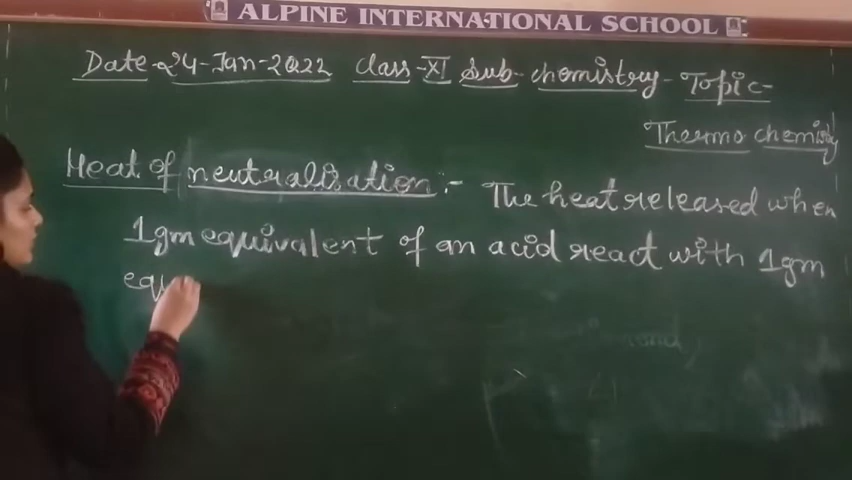 ALPINE INTERNATIONAL SCHOOL
Date-24-Jan-2022 Class-XI Sub-chemistry-Topic-
Thermo chemistry
Heat of neutralisation:- The heat released when
1gm equivalent of an acid react with 1gm
equ